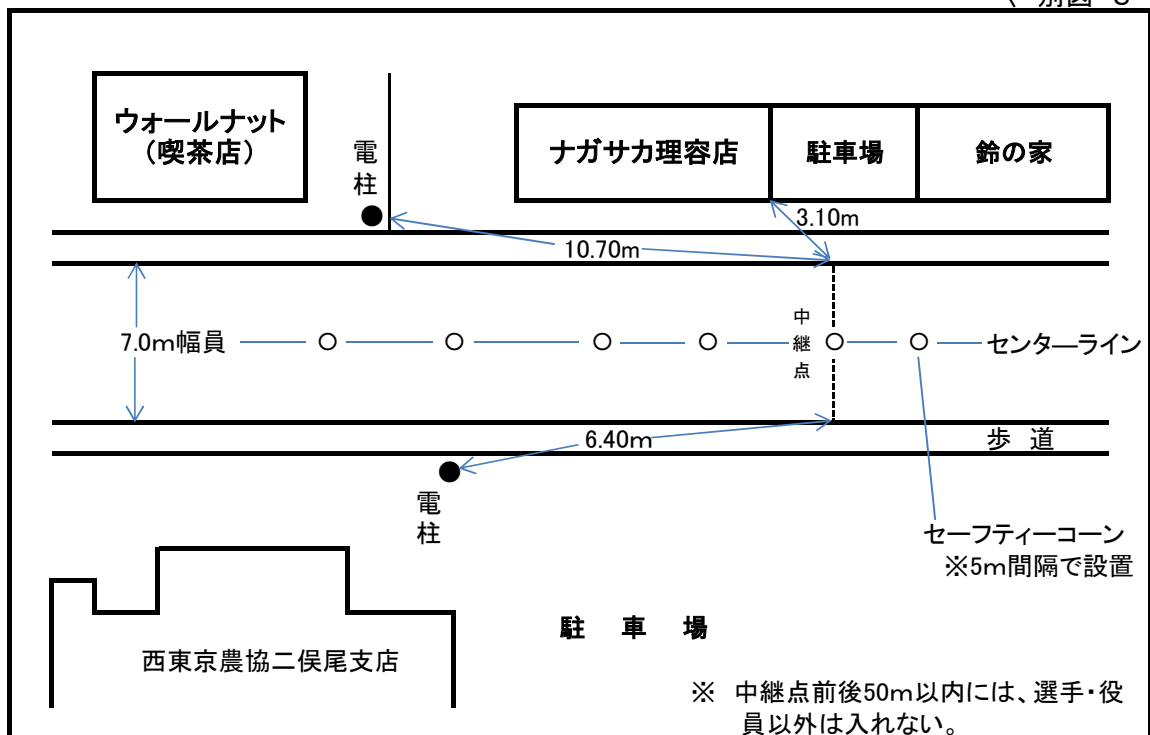 ウォールナット
（喫茶店）
電
柱
ナガサカ理容店
駐車場
鈴の家
3.10m
10.70m
7.0m幅員
中
継
点
センタ―ライン
6.40m
歩 道
電
柱
セーフティーコーン
※5m間隔で設置
駐 車 場
西東京農協二俣尾支店
※ 中継点前後50m以内には、選手・役
員以外は入れない。